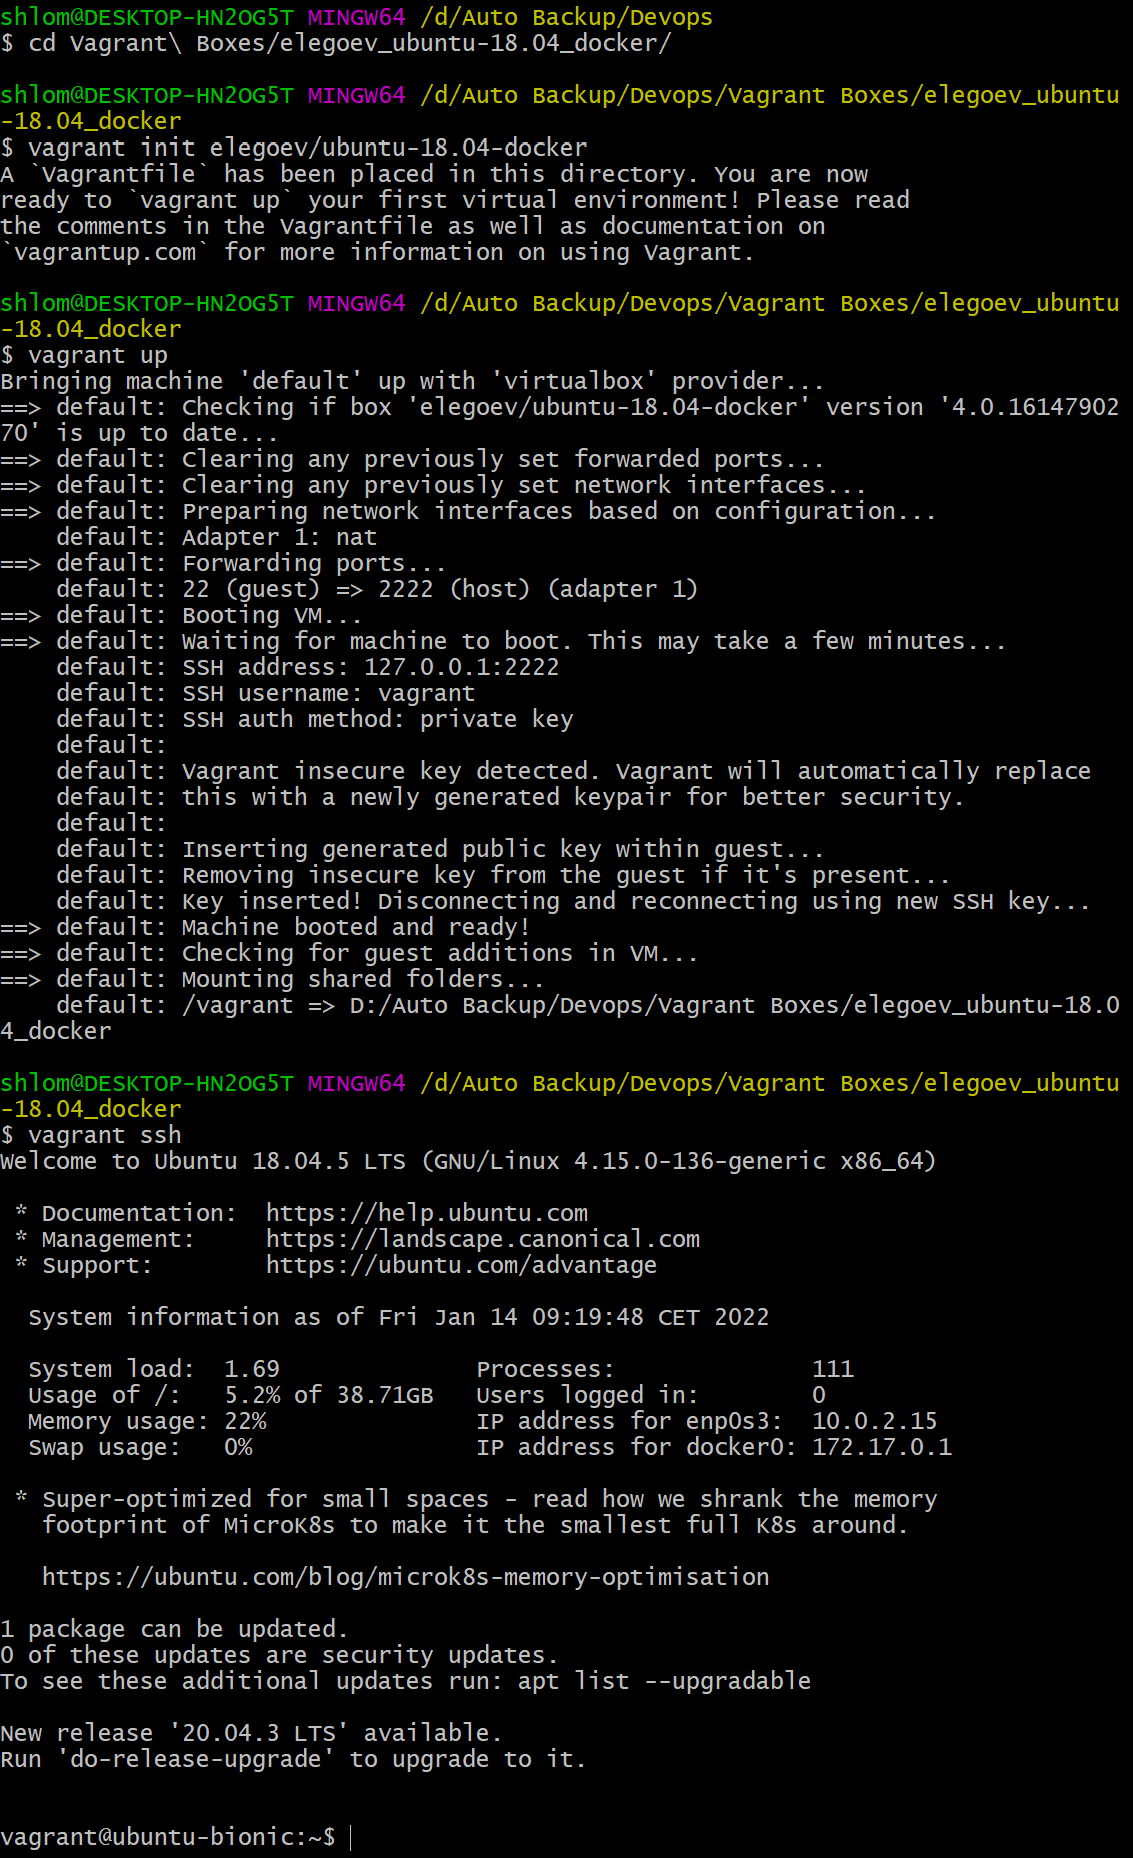 shlom@DESKTOP-HN2OG5T MINGW64 /d/Auto Backup/Devops
$ cd Vagrant\ Boxes/elegoev_ubuntu-18.04_docker/
shlom@DESKTOP-HN2OG5T MINGW64 /d/Auto Backup/Devops/Vagrant Boxes/elegoev_ubuntu
-18.04_docker
$ vagrant init elegoev/ubuntu-18.04-docker
A `Vagrantfile` has been placed in this directory. You are now
ready to `vagrant up` your first virtual environment! Please read
the comments in the Vagrantfile as well as documentation on
`vagrantup.com` for more information on using Vagrant.
shlom@DESKTOP-HN2OG5T MINGW64 /d/Auto Backup/Devops/Vagrant Boxes/elegoev_ubuntu
-18.04_docker
$ vagrant up
Bringing machine 'default' up with 'virtualbox' provider...
==> default: Checking if box 'elegoev/ubuntu-18.04-docker' version '4.0.16147902
70' is up to date...
==> default: Clearing any previously set forwarded ports...
==> default: Clearing any previously set network interfaces...
==> default: Preparing network interfaces based on configuration...
    default: Adapter 1: nat
==> default: Forwarding ports...
    default: 22 (guest) => 2222 (host) (adapter 1)
==> default: Booting VM...
==> default: Waiting for machine to boot. This may take a few minutes...
    default: SSH address: 127.0.0.1:2222
    default: SSH username: vagrant
    default: SSH auth method: private key
    default:
    default: Vagrant insecure key detected. Vagrant will automatically replace
    default: this with a newly generated keypair for better security.
    default:
    default: Inserting generated public key within guest...
    default: Removing insecure key from the guest if it's present...
    default: Key inserted! Disconnecting and reconnecting using new SSH key...
==> default: Machine booted and ready!
==> default: Checking for guest additions in VM...
==> default: Mounting shared folders...
    default: /vagrant => D:/Auto Backup/Devops/Vagrant Boxes/elegoev_ubuntu-18.0
4_docker
shlom@DESKTOP-HN2OG5T MINGW64 /d/Auto Backup/Devops/Vagrant Boxes/elegoev_ubuntu
-18.04_docker
$ vagrant ssh
Welcome to Ubuntu 18.04.5 LTS (GNU/Linux 4.15.0-136-generic x86_64)
 * Documentation:  https://help.ubuntu.com
 * Management:     https://landscape.canonical.com
 * Support:        https://ubuntu.com/advantage
  System information as of Fri Jan 14 09:19:48 CET 2022
  System load:  1.69              Processes:              111
  Usage of /:   5.2% of 38.71GB   Users logged in:        0
  Memory usage: 22%               IP address for enp0s3:  10.0.2.15
  Swap usage:   0%                IP address for docker0: 172.17.0.1
 * Super-optimized for small spaces - read how we shrank the memory
   footprint of MicroK8s to make it the smallest full K8s around.
   https://ubuntu.com/blog/microk8s-memory-optimisation
1 package can be updated.
0 of these updates are security updates.
To see these additional updates run: apt list --upgradable
New release '20.04.3 LTS' available.
Run 'do-release-upgrade' to upgrade to it.
vagrant@ubuntu-bionic:~$